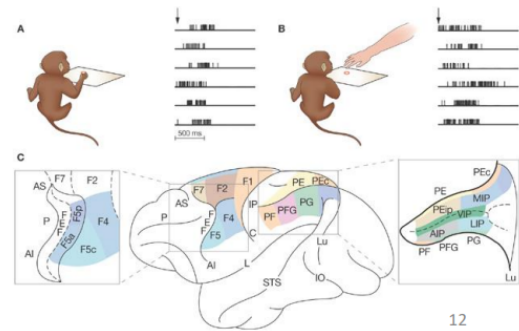 A
B
500 ms
C
F7
F2
AS
P
F
E
F
F5p
F5a
F4
F5c
AI
F7
F2
F1
AS
P
F
E
F
F4
F5
AI
IP
C
PE
PEc
PF
PFG
PG
L
STS
Lu
IO
PEc
PE
MIP
PEip
VIP
AIP
LIP
PF
PFG
PG
Lu
12